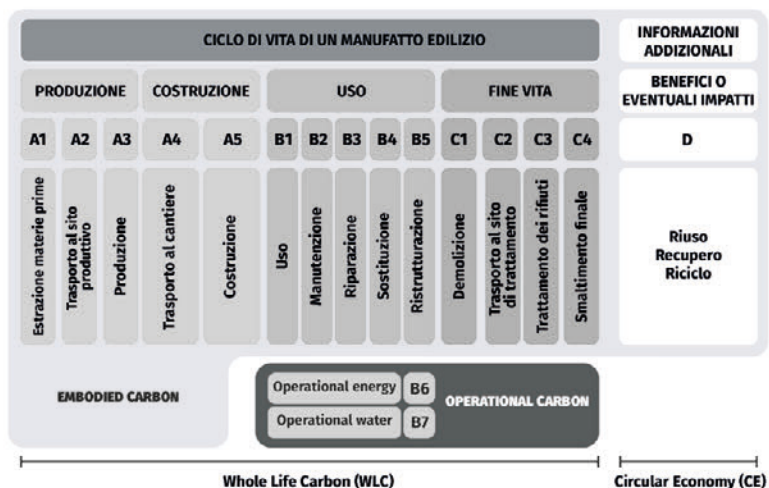 CICLO DI VITA DI UN MANUFATTO EDILIZIO
INFORMAZIONI
ADDIZIONALI
PRODUZIONE
COSTRUZIONE
USO
FINE VITA
BENEFICI O
EVENTUALI IMPATTI
A1
A2
A3
A4
A5
B1
B2
B3
B4
B5
C1
C2
C3
C4
D
Estrazione materie prime
Trasporto al sito
produttivo
Produzione
Trasporto al cantiere
Costruzione
Uso
Manutenzione
Riparazione
Sostituzione
Ristrutturazione
Demolizione
Trasporto al sito
di trattamento
Trattamento dei rifiuti
Smaltimento finale
Riuso
Recupero
Riciclo
EMBODIED CARBON
Operational energy
B6
Operational water
B7
OPERATIONAL CARBON
Whole Life Carbon (WLC)
Circular Economy (CE)